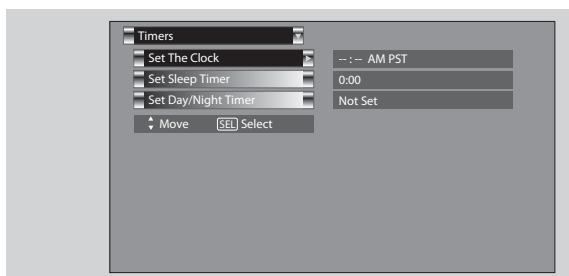 Timers
Set The Clock -- : -- AM PST
Set Sleep Timer 0:00
Set Day/Night Timer Not Set
Move SEL Select